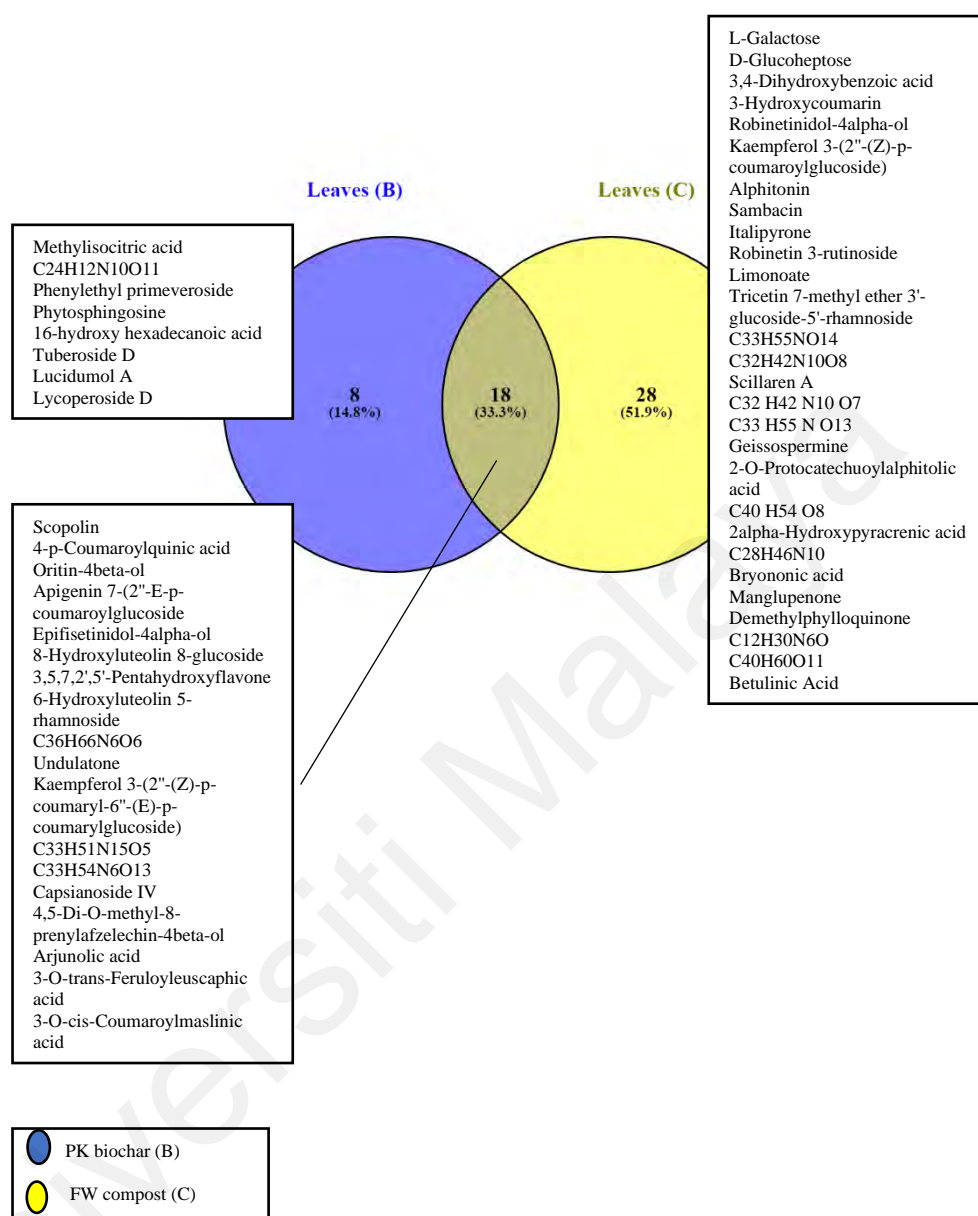 L-Galactose
D-Glucoheptose
3,4-Dihydroxybenzoic acid
3-Hydroxycoumarin
Robinetinidol-4alpha-ol
Kaempferol 3-(2"-(Z)-p-
coumaroylglucoside)
Alphitonin
Sambacin
Italipyrone
Robinetin 3-rutinoside
Limonoate
Tricetin 7-methyl ether 3'-
glucoside-5'-rhamnoside
C33H55NO14
C32H42N10O8
Scillaren A
C32 H42 N10 O7
C33 H55 N O13
Geissospermine
2-O-Protocatechuoylalphitolic
acid
C40 H54 O8
2alpha-Hydroxypyracrenic acid
C28H46N10
Bryononic acid
Manglupenone
Demethylphylloquinone
C12H30N6O
C40H60O11
Betulinic Acid
Leaves (B)
Leaves (C)
Methylisocitric acid
C24H12N10O11
Phenylethyl primeveroside
Phytosphingosine
16-hydroxy hexadecanoic acid
Tuberoside D
Lucidumol A
Lycoperoside D
8
(14.8%)
18
(33.3%)
28
(51.9%)
Scopolin
4-p-Coumaroylquinic acid
Oritin-4beta-ol
Apigenin 7-(2"-E-p-
coumaroylglucoside
Epifisetinidol-4alpha-ol
8-Hydroxyluteolin 8-glucoside
3,5,7,2',5'-Pentahydroxyflavone
6-Hydroxyluteolin 5-
rhamnoside
C36H66N6O6
Undulatone
Kaempferol 3-(2"-(Z)-p-
coumaryl-6"-(E)-p-
coumarylglucoside)
C33H51N15O5
C33H54N6O13
Capsianoside IV
4,5-Di-O-methyl-8-
prenylafzelechin-4beta-ol
Arjunolic acid
3-O-trans-Feruloyleuscaphic
acid
3-O-cis-Coumaroylmaslinic
acid
PK biochar (B)
FW compost (C)
iversiti Malaya